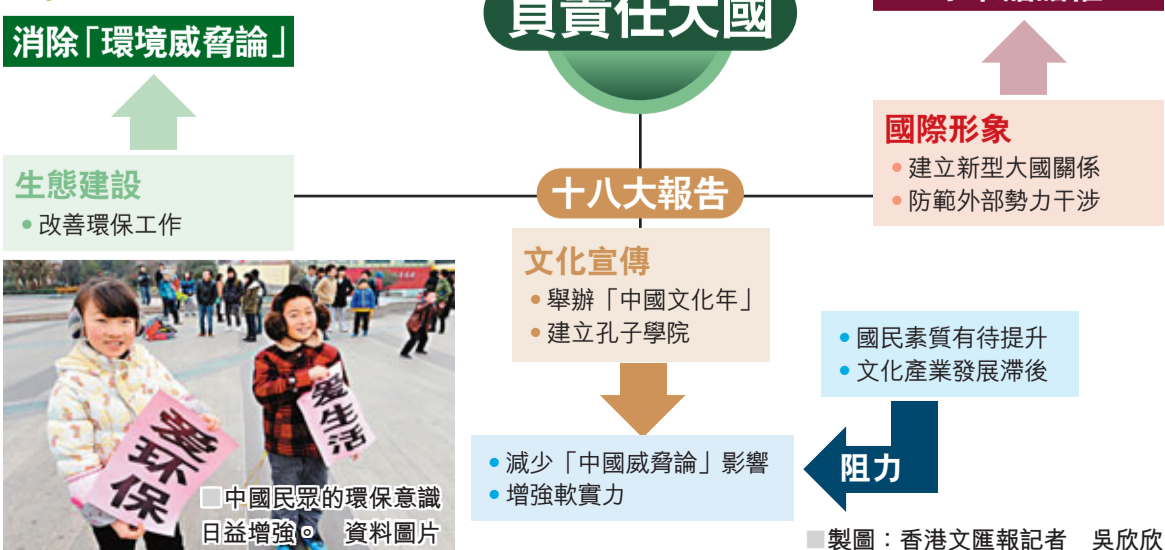 負責任大國
消除「環境威脅論」
生態建設
• 改善環保工作
十八大報告
國際形象
• 建立新型大國關係
• 防範外部勢力干涉
文化宣傳
• 舉辦「中國文化年」
• 建立孔子學院
• 國民素質有待提升
• 文化產業發展滯後
阻力
• 減少「中國威脅論」影響
• 增強軟實力
爱环保
爱生活
■中國民眾的環保意識
日益增強。 資料圖片
■製圖：香港文匯報記者 吳欣欣